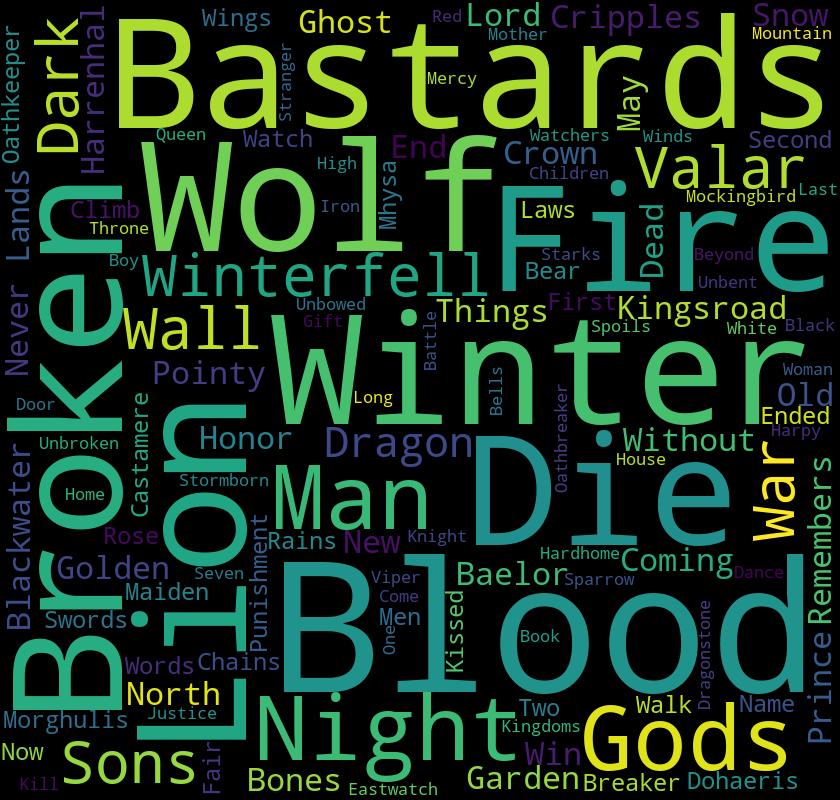 Wings
Ghost
Red
Lord
Cripples
Snow
Mother
Mountain
Oathkeeper
Dark
Harrenhal
Bastards
Stranger
Mercy
May
Queen
Watch
End
Watchers
Winds
Second
Crown
Valar
High
Children
Mockingbird
Last
Wolf
Mhysa
Iron
Laws
Fire
Dead
Climb
Throne
Lands
Boy
Winterfell
Bear
Starks
Beyond
Unbent
Never
Broken
Wall
Unbowed
Gift
Things
First
Kingsroad
Battle
Spoils
White
Black
Winter
Pointy
Long
Bells
Woman
Old
Door
Castamere
Oathbreaker
Ended
Harpy
Unbroken
Honor
Dragon
Without
House
Lion
Man
Die
War
Home
Stormborn
Blackwater
Rose
Rains
New
Knight
Hardhome
Coming
Remembers
Golden
Seven
Punishment
Viper
Baelor
Sparrow
Dance
Maiden
Come
Swords
Men
One
Kissed
Blood
Book
Dragonstone
Prince
Words
Chains
North
Night
Morghulis
Justice
Two
Walk
Name
Kingdoms
Gods
Now
Sons
Fair
Win
Kill
Bones
Eastwatch
Garden
Breaker
Dohaeris